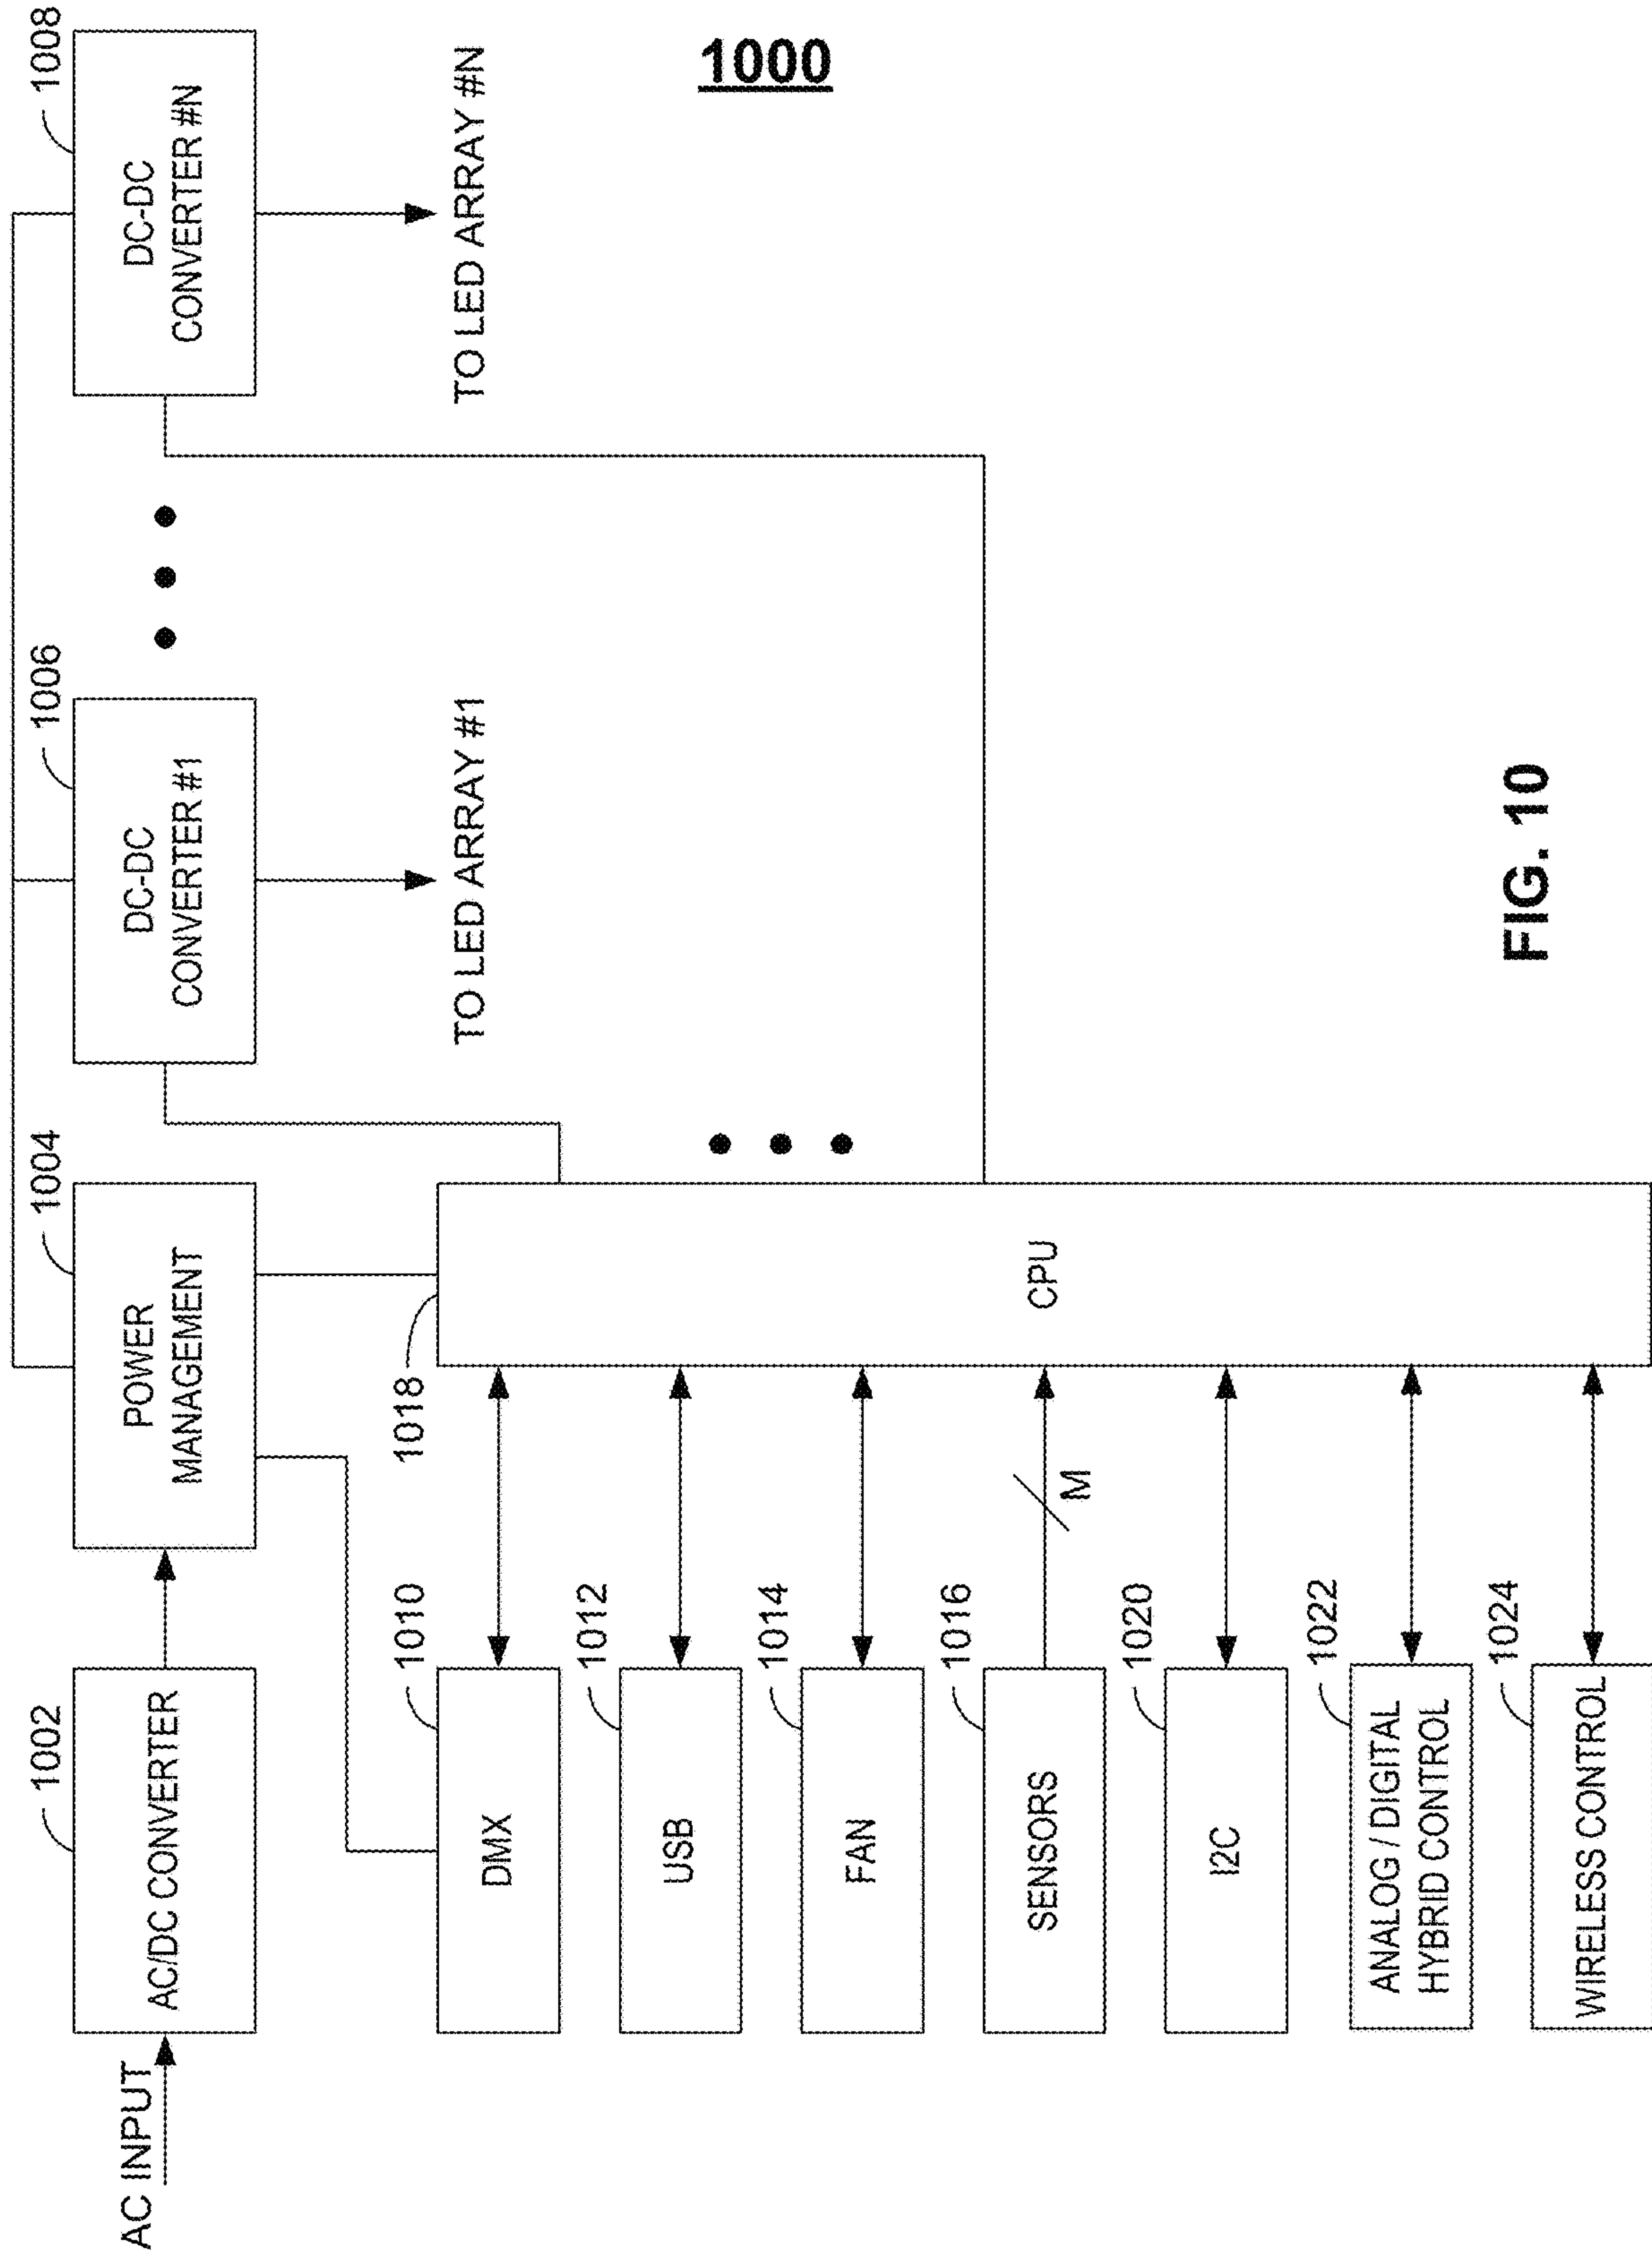 1002
1004
1006
1008
AC INPUT
AC/DC CONVERTER
POWER
MANAGEMENT
DC-DC
CONVERTER #1
DC-DC
CONVERTER #N
TO LED ARRAY #1
TO LED ARRAY #N
1018
CPU
1010
DMX
1012
USB
1014
FAN
1016
SENSORS
M
1020
I2C
1022
ANALOG / DIGITAL
HYBRID CONTROL
1024
WIRELESS CONTROL
1000
FIG. 10